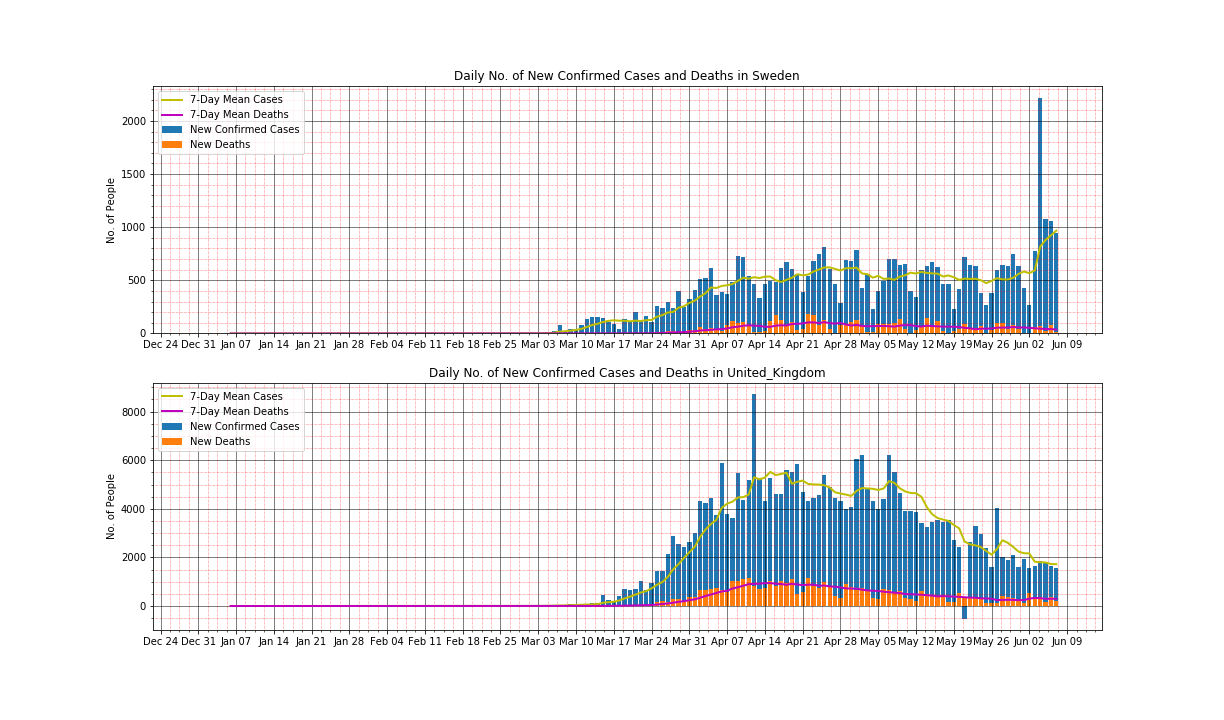 Daily No. of New Confirmed Cases and Deaths in Sweden
7-Day Mean Cases
7-Day Mean Deaths
New Confirmed Cases
New Deaths
No. of People
2000
1500
1000
500
0
Dec 24 Dec 31 Jan 07 Jan 14 Jan 21 Jan 28 Feb 04 Feb 11 Feb 18 Feb 25 Mar 03 Mar 10 Mar 17 Mar 24 Mar 31 Apr 07 Apr 14 Apr 21 Apr 28 May 05 May 12 May 19 May 26 Jun 02 Jun 09
Daily No. of New Confirmed Cases and Deaths in United_Kingdom
7-Day Mean Cases
7-Day Mean Deaths
New Confirmed Cases
New Deaths
No. of People
8000
6000
4000
2000
0
Dec 24 Dec 31 Jan 07 Jan 14 Jan 21 Jan 28 Feb 04 Feb 11 Feb 18 Feb 25 Mar 03 Mar 10 Mar 17 Mar 24 Mar 31 Apr 07 Apr 14 Apr 21 Apr 28 May 05 May 12 May 19 May 26 Jun 02 Jun 09